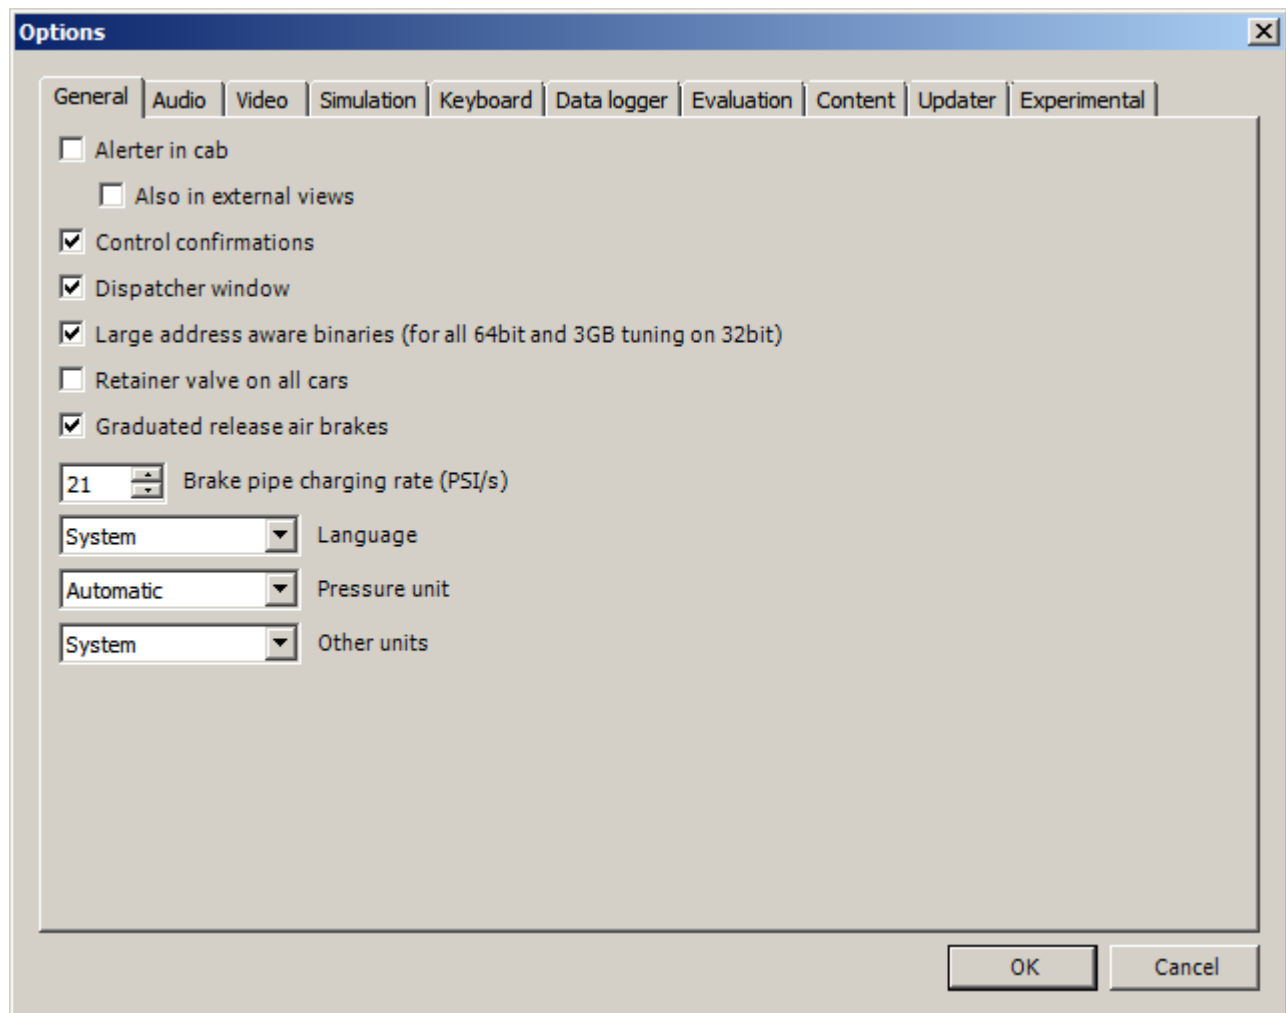 Options
General Audio Video Simulation Keyboard Data logger Evaluation Content Updater Experimental
Alerter in cab
Also in external views
Control confirmations
Dispatcher window
Large address aware binaries (for all 64bit and 3GB tuning on 32bit)
Retainer valve on all cars
Graduated release air brakes
21 Brake pipe charging rate (PSI/s)
System Language
Automatic Pressure unit
System Other units
OK Cancel